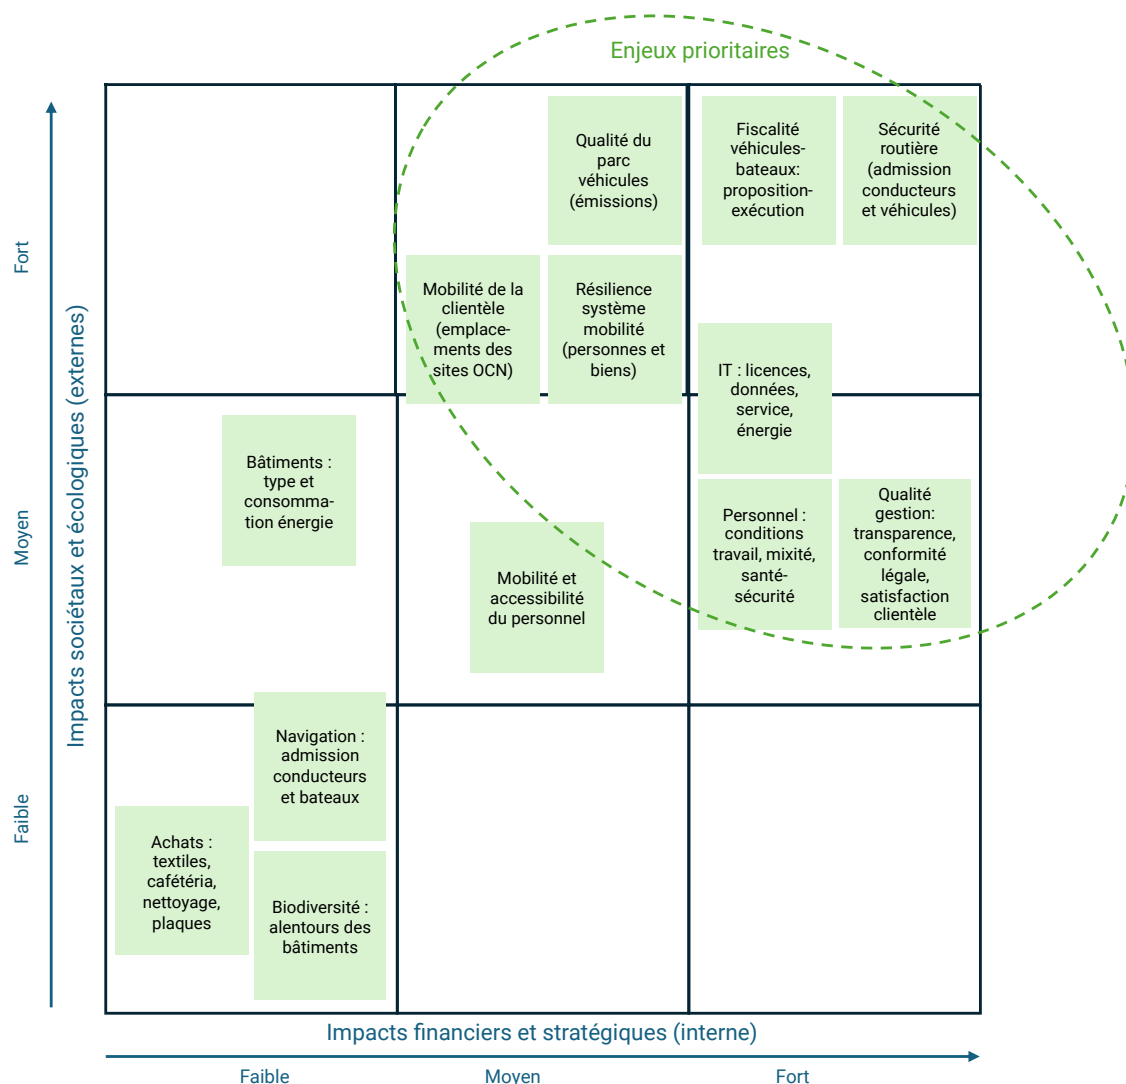 Enjeux prioritaires
Qualité du
parc
véhicules
(émissions)
Fiscalité
véhicules-
bateaux:
proposition-
exécution
Sécurité
routière
(admission
conducteurs
et véhicules)
Mobilité de la
clientèle
(emplace-
ments des
sites OCN)
Résilience
système
mobilité
(personnes et
biens)
IT : licences,
données,
service,
énergie
Bâtiments :
type et
consomma-
tion énergie
Personnel :
conditions
travail, mixité,
santé-
sécurité
Qualité
gestion:
transparence,
conformité
légale,
satisfaction
clientèle
Mobilité et
accessibilité
du personnel
Navigation :
admission
conducteurs
et bateaux
Achats :
textiles,
cafétéria,
nettoyage,
plaques
Biodiversité :
alentours des
bâtiments
Fort
Moyen
Faible
Impacts sociétaux et écologiques (externes)
Impacts financiers et stratégiques (interne)
Faible
Moyen
Fort